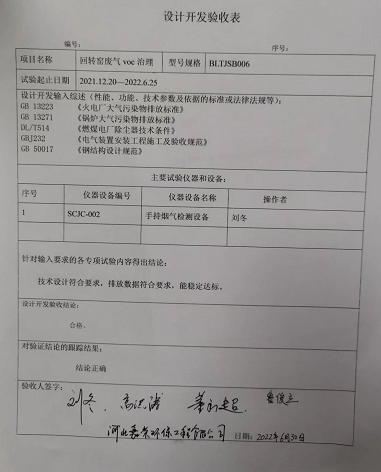 设计开发验收表
编号: 序号:
项目名称 回转窑废气 voc 治理 型号规格 BLTJSB006
试验起止日期 2021.12.20—2022.6.25
设计开发输入综述(性能、功能、技术参数及依据的标准或法律法规等):
GB 13223 《火电厂大气污染物排放标准》
GB 13271 《锅炉大气污染物排放标准》
DL/T514 《燃煤电厂除尘器技术条件》
GBJ232 《电气装置安装工程施工及验收规范》
GB 50017 《钢结构设计规范》
主要试验仪器和设备:
序号 仪器设备编号 仪器设备名称 操作者
1 SCJC-002 手持烟气检测设备 刘冬
针对输入要求的各专项试验内容得出结论:
技术设计符合要求，排放数据符合要求，能稳定达标。
设计开发验收结论:
合格。
对验证结论的跟踪结果:
结论正确
验收人签字:
刘冬、高洪涛
河北 环保工程有限公司 日期: 2022年6月30日